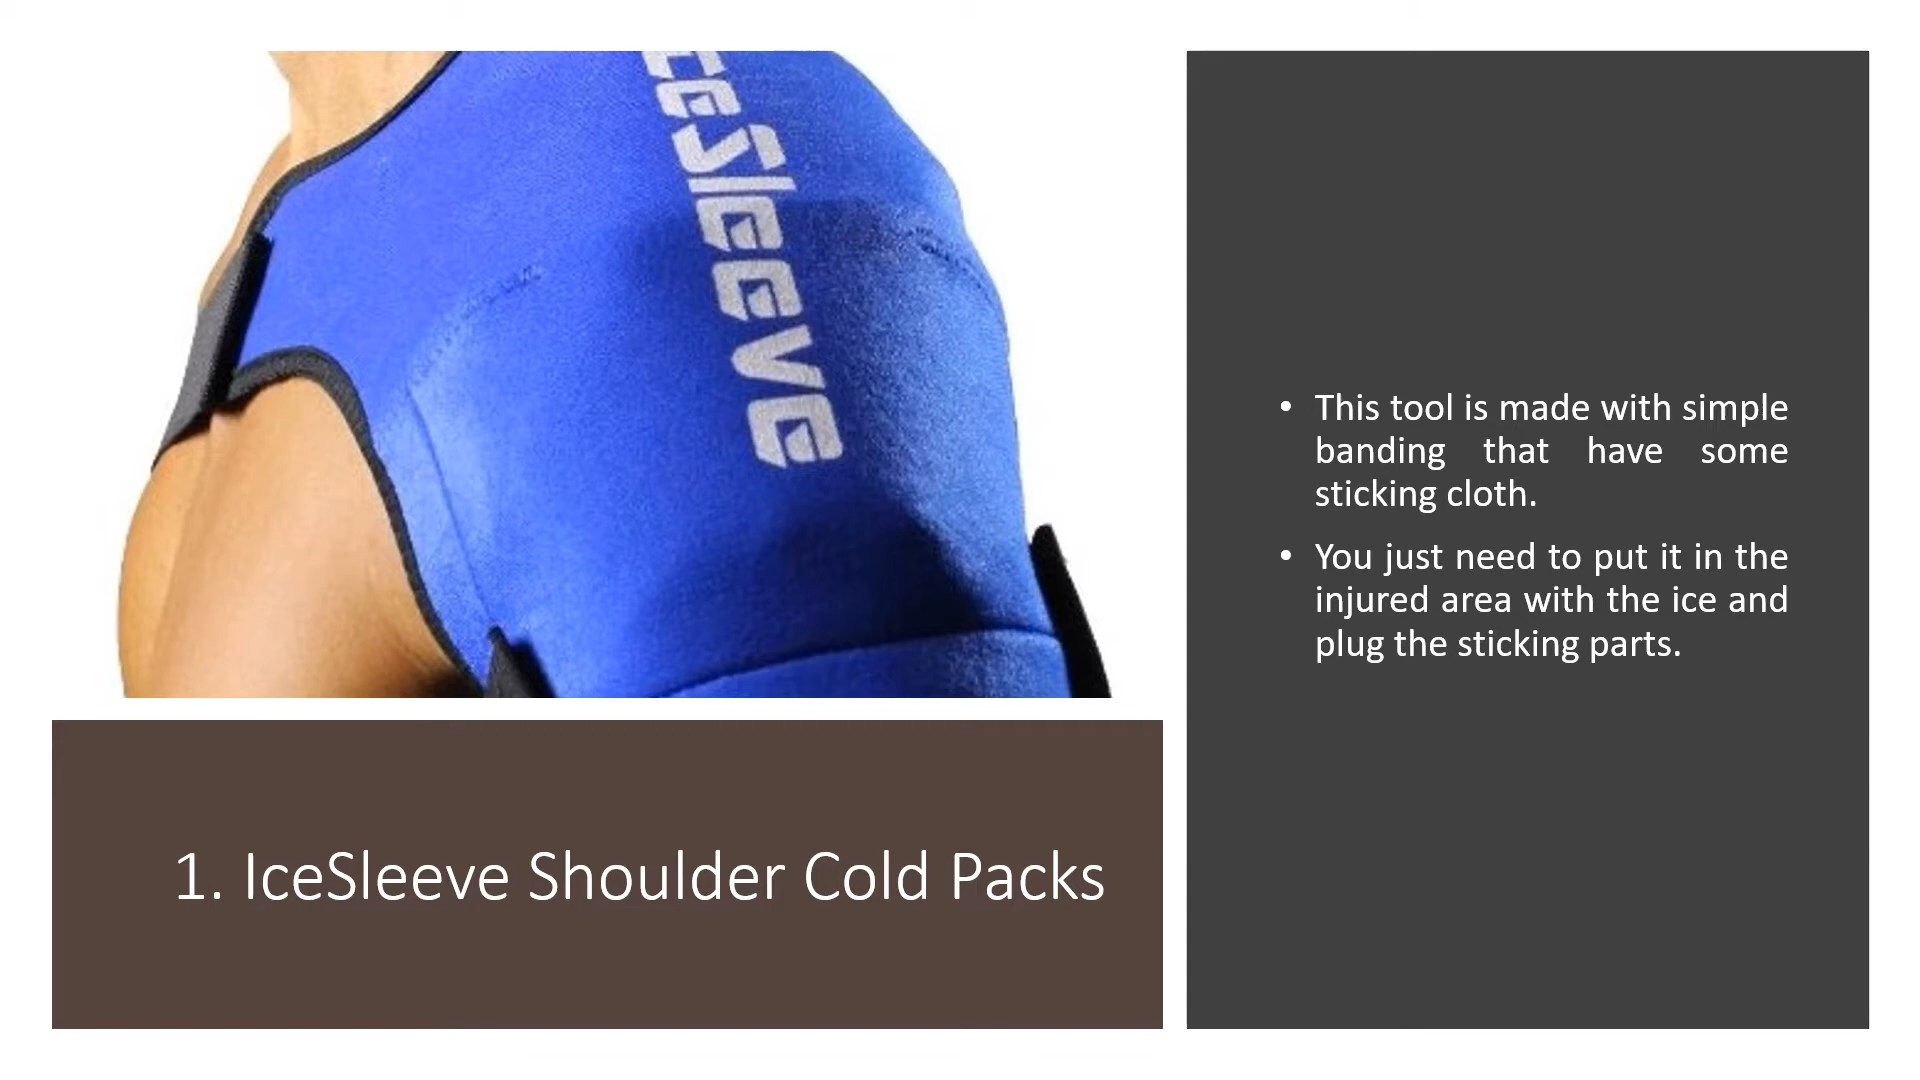 ceSleeve
1. IceSleeve Shoulder Cold Packs
• This tool is made with simple
banding that have some
sticking cloth.
• You just need to put it in the
injured area with the ice and
plug the sticking parts.